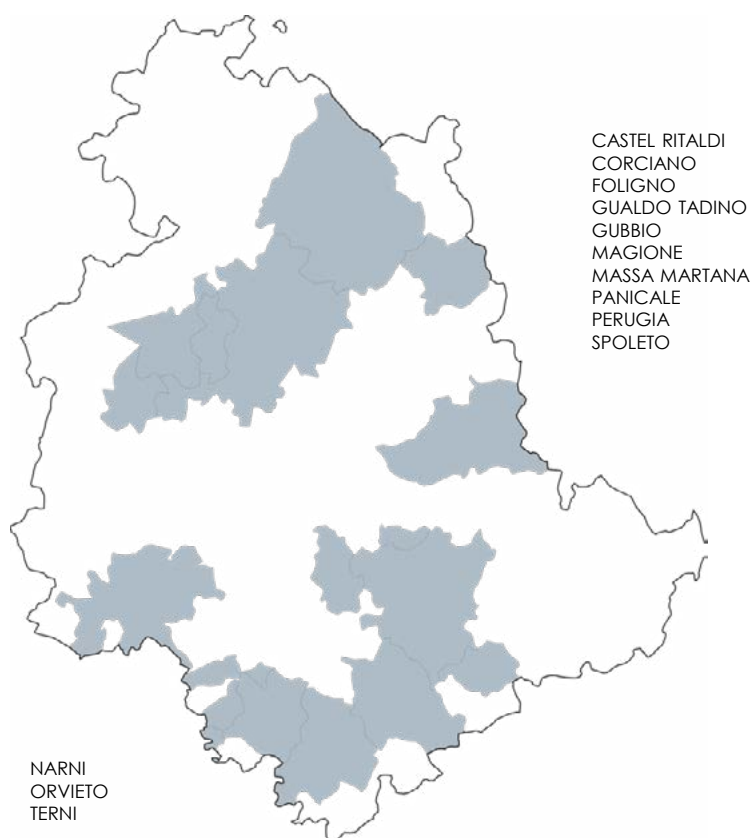 CASTEL RITALDI
CORCIANO
FOLIGNO
GUALDO TADINO
GUBBIO
MAGIONE
MASSA MARTANA
PANICALE
PERUGIA
SPOLETO
NARNI
ORVIETO
TERNI